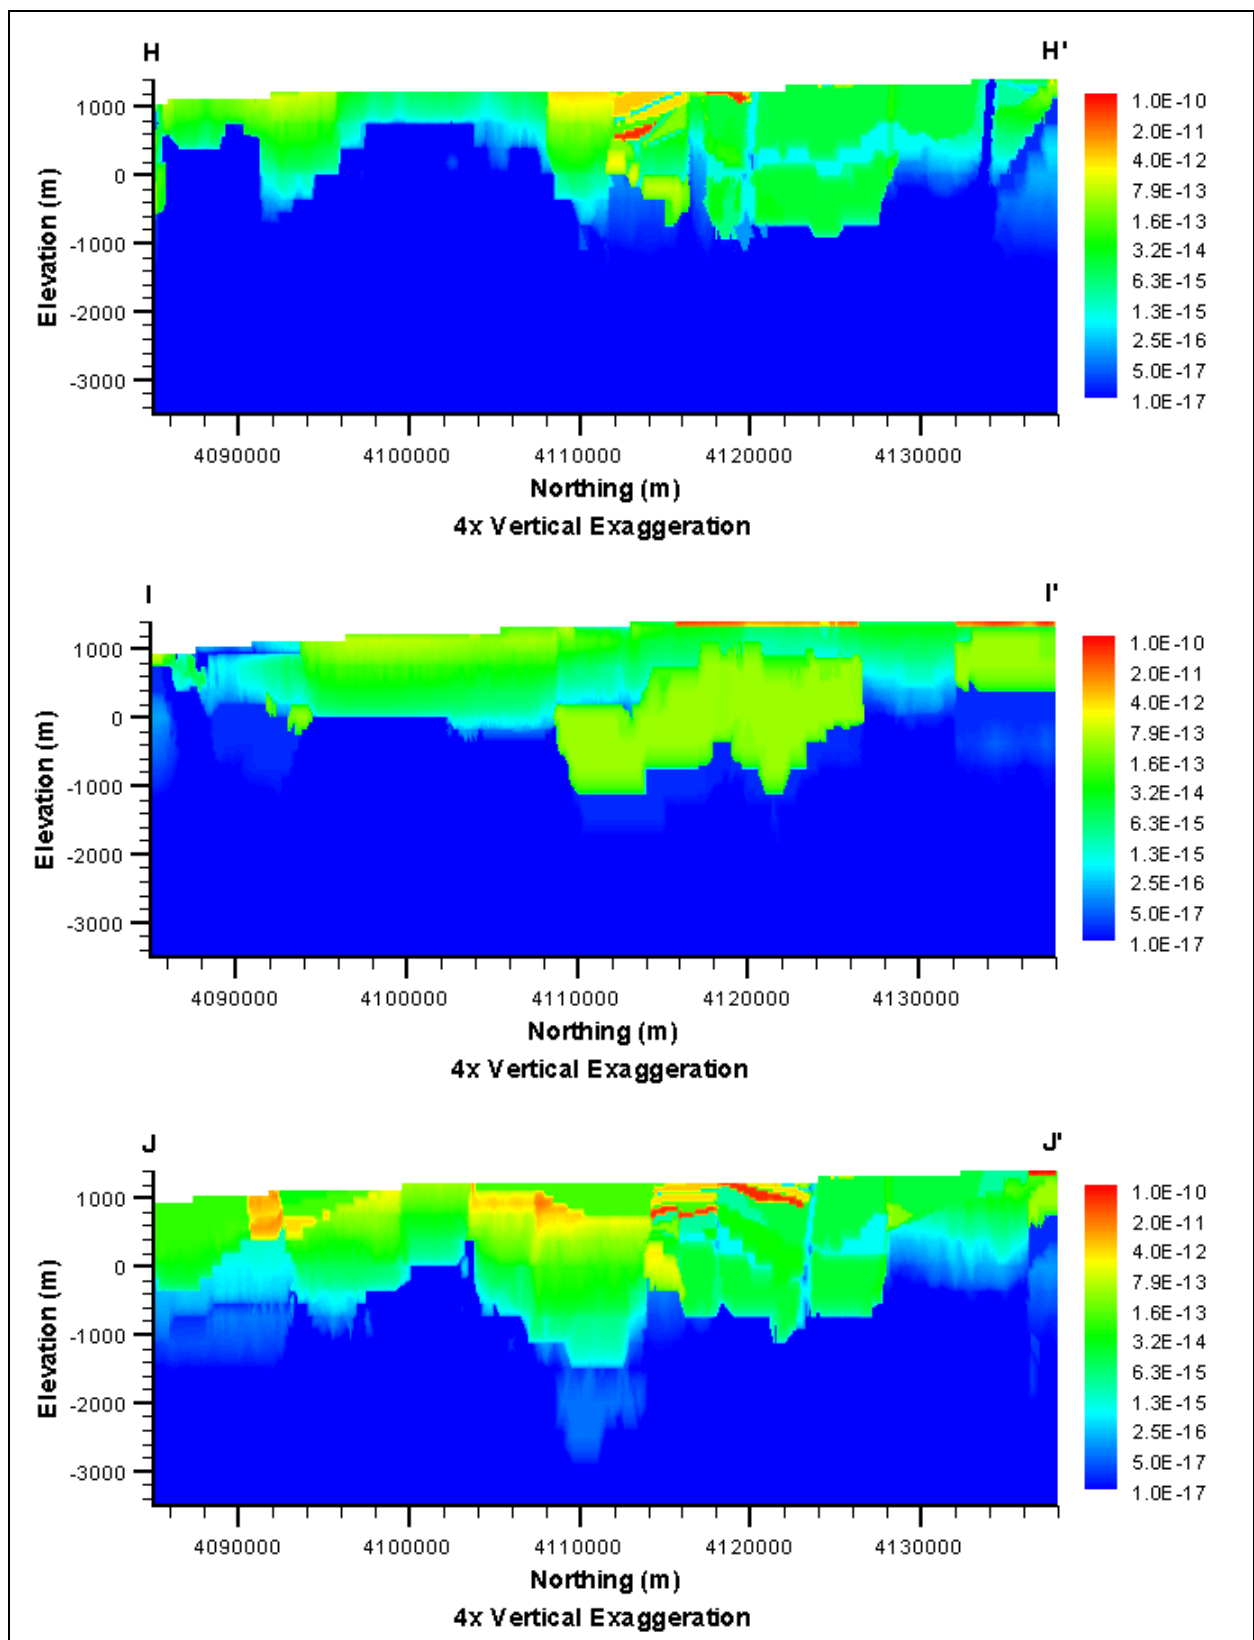 H H'
1000
0
-1000
-2000
-3000
Elevation (m)
4090000 4100000 4110000 4120000 4130000
Northing (m)
4x Vertical Exaggeration
1.0E-10
2.0E-11
4.0E-12
7.9E-13
1.6E-13
3.2E-14
6.3E-15
1.3E-15
2.5E-16
5.0E-17
1.0E-17
I I'
1000
0
-1000
-2000
-3000
Elevation (m)
4090000 4100000 4110000 4120000 4130000
Northing (m)
4x Vertical Exaggeration
1.0E-10
2.0E-11
4.0E-12
7.9E-13
1.6E-13
3.2E-14
6.3E-15
1.3E-15
2.5E-16
5.0E-17
1.0E-17
J J'
1000
0
-1000
-2000
-3000
Elevation (m)
4090000 4100000 4110000 4120000 4130000
Northing (m)
4x Vertical Exaggeration
1.0E-10
2.0E-11
4.0E-12
7.9E-13
1.6E-13
3.2E-14
6.3E-15
1.3E-15
2.5E-16
5.0E-17
1.0E-17